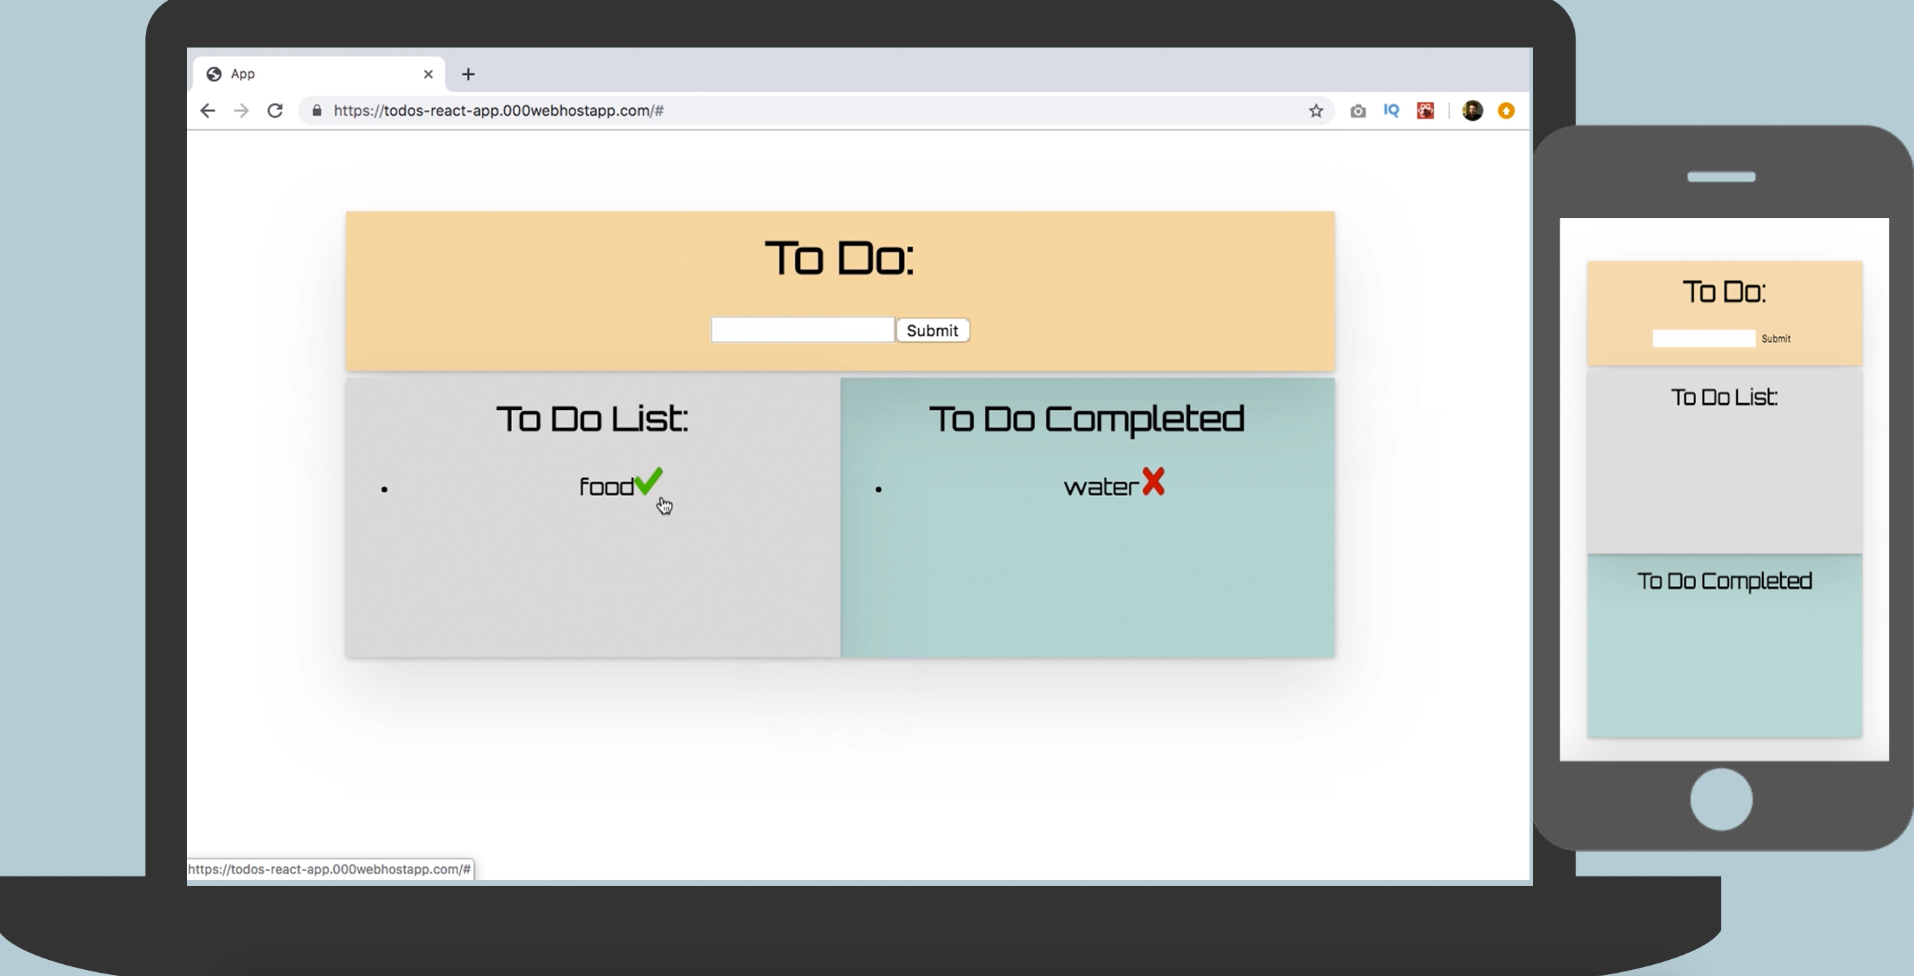 App
https://todos-react-app.000webhostapp.com/#
IQ
To Do:
Submit
To Do List:
food
To Do Completed
water
https://todos-react-app.000webhostapp.com/#
To Do:
Submit
To Do List:
To Do Completed